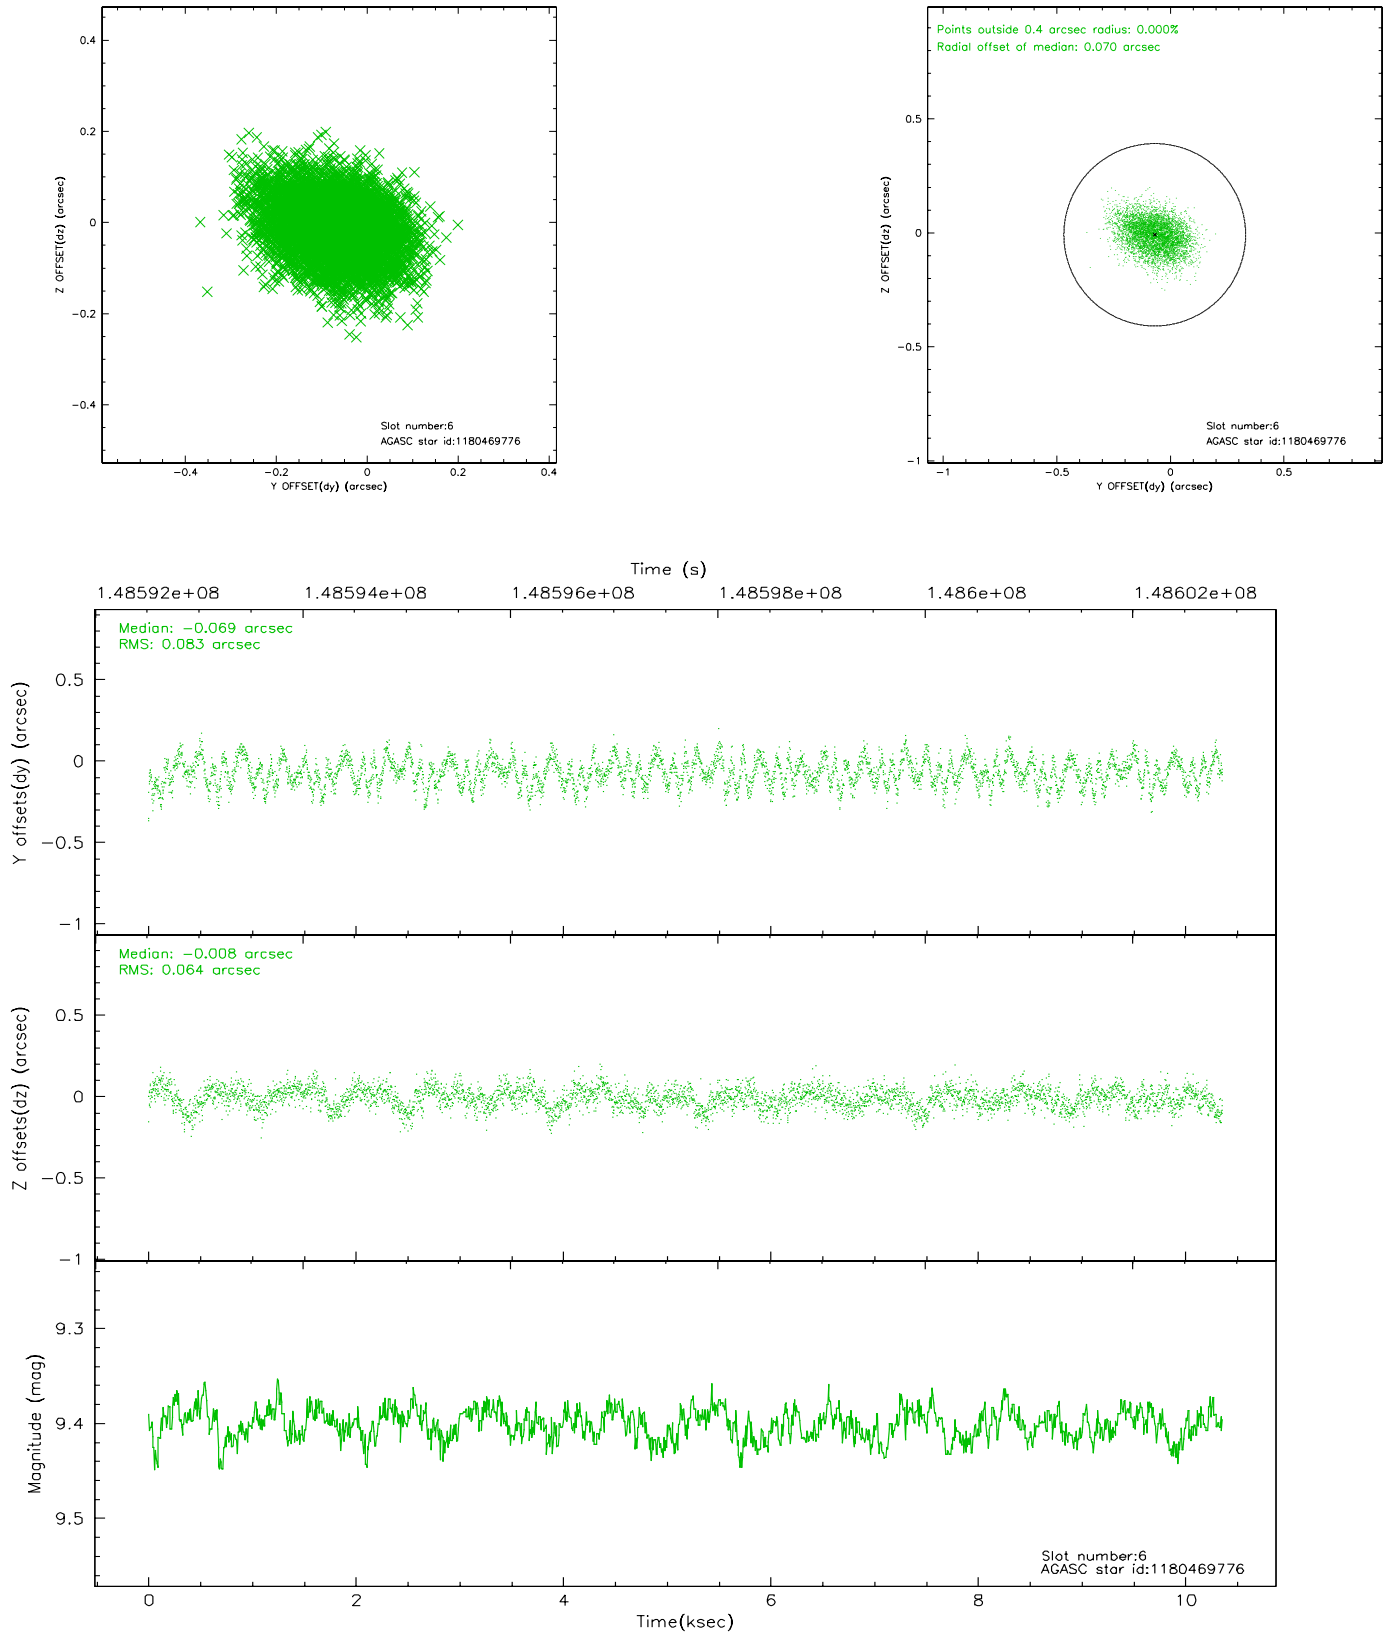 0.4
0.2
0
−0.2
−0.4
Z OFFSET(dz) (arcsec)
Slot number:6
AGASC star id:1180469776
−0.4 −0.2 0 0.2 0.4
Y OFFSET(dy) (arcsec)
Points outside 0.4 arcsec radius: 0.000%
Radial offset of median: 0.070 arcsec
0.5
0
−0.5
−1
Z OFFSET(dz) (arcsec)
Slot number:6
AGASC star id:1180469776
−1 −0.5 0 0.5
Y OFFSET(dy) (arcsec)
Time (s)
1.48592e+08 1.48594e+08 1.48596e+08 1.48598e+08 1.486e+08 1.48602e+08
Median: −0.069 arcsec
RMS: 0.083 arcsec
0.5
0
−0.5
−1
Y offsets(dy) (arcsec)
Median: −0.008 arcsec
RMS: 0.064 arcsec
0.5
0
−0.5
−1
Z offsets(dz) (arcsec)
9.3
9.4
9.5
Magnitude (mag)
Slot number:6
AGASC star id:1180469776
0 2 4 6 8 10
Time(ksec)